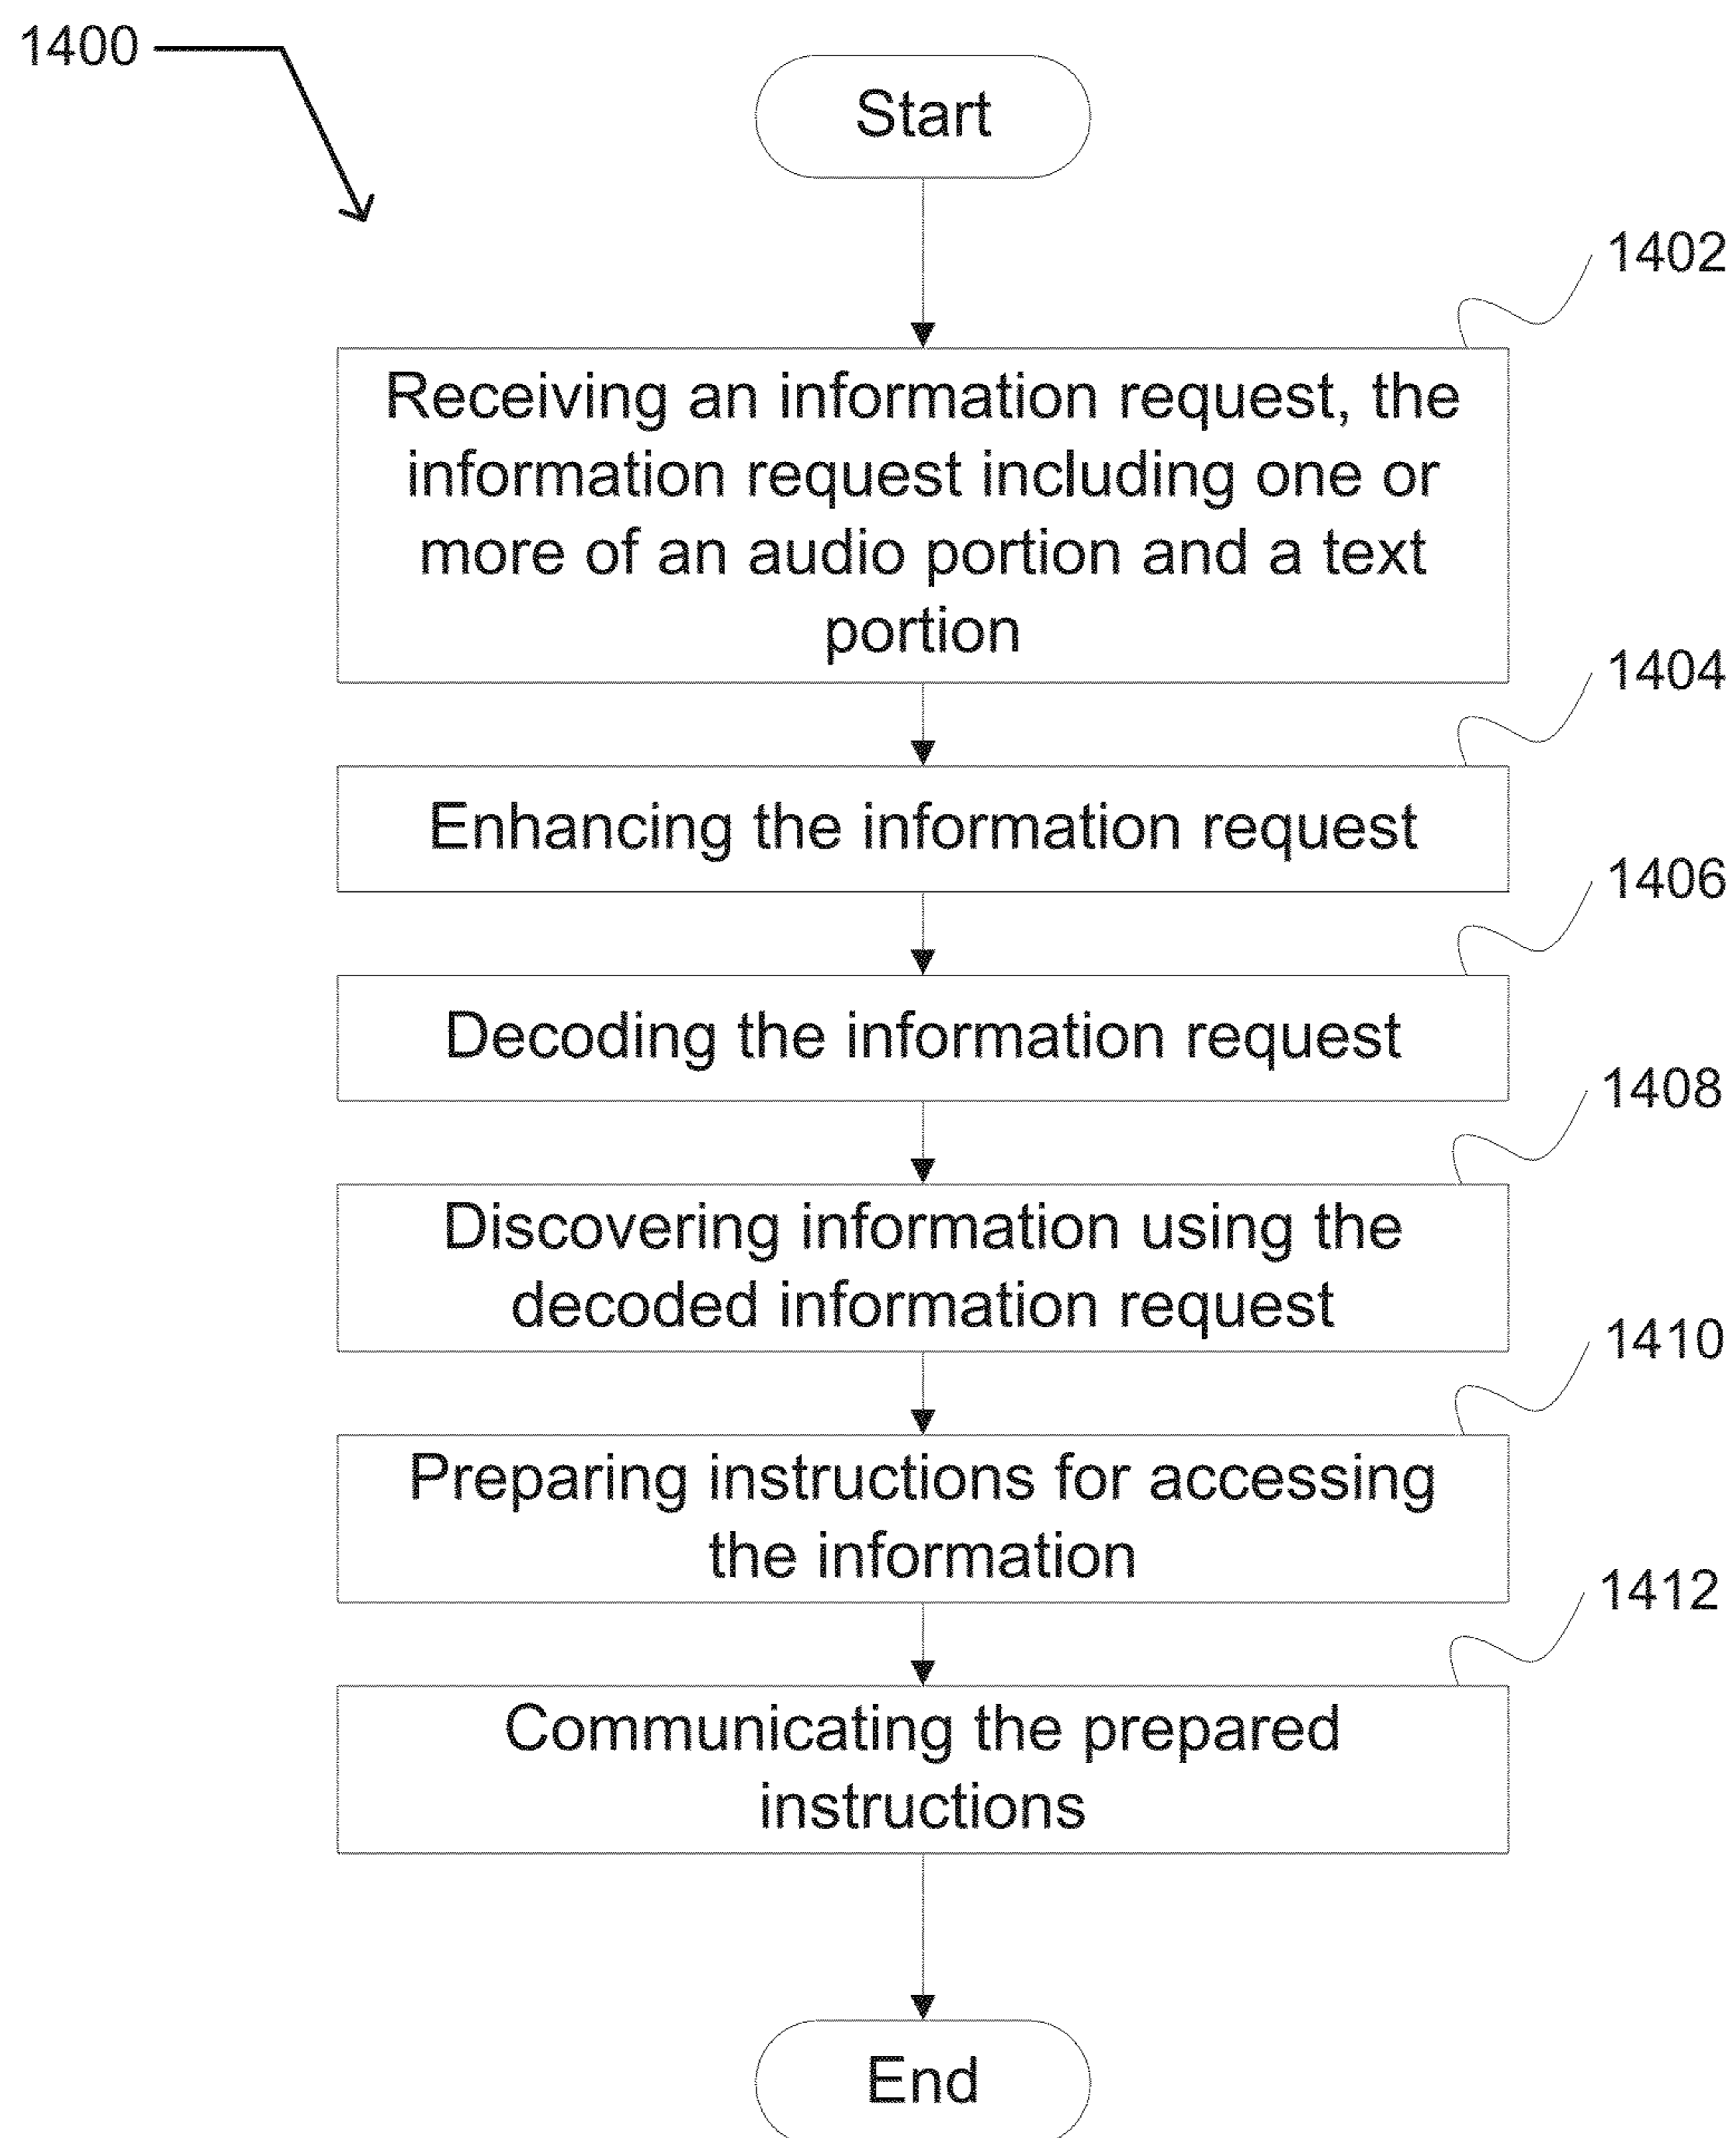 1400
Start
1402
Receiving an information request, the
information request including one or
more of an audio portion and a text
portion
1404
Enhancing the information request
1406
Decoding the information request
1408
Discovering information using the
decoded information request
1410
Preparing instructions for accessing
the information
1412
Communicating the prepared
instructions
End